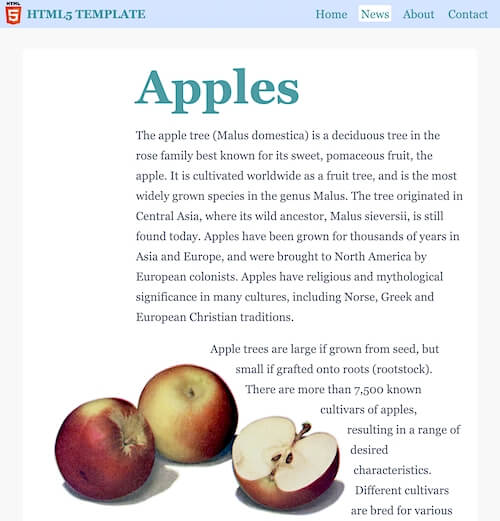 HTML
5
HTML5 TEMPLATE
Home News About Contact
Apples
The apple tree (Malus domestica) is a deciduous tree in the
rose family best known for its sweet, pomaceous fruit, the
apple. It is cultivated worldwide as a fruit tree, and is the most
widely grown species in the genus Malus. The tree originated in
Central Asia, where its wild ancestor, Malus sieversii, is still
found today. Apples have been grown for thousands of years in
Asia and Europe, and were brought to North America by
European colonists. Apples have religious and mythological
significance in many cultures, including Norse, Greek and
European Christian traditions.
Apple trees are large if grown from seed, but
small if grafted onto roots (rootstock).
There are more than 7,500 known
cultivars of apples,
resulting in a range of
desired
characteristics.
Different cultivars
are bred for various